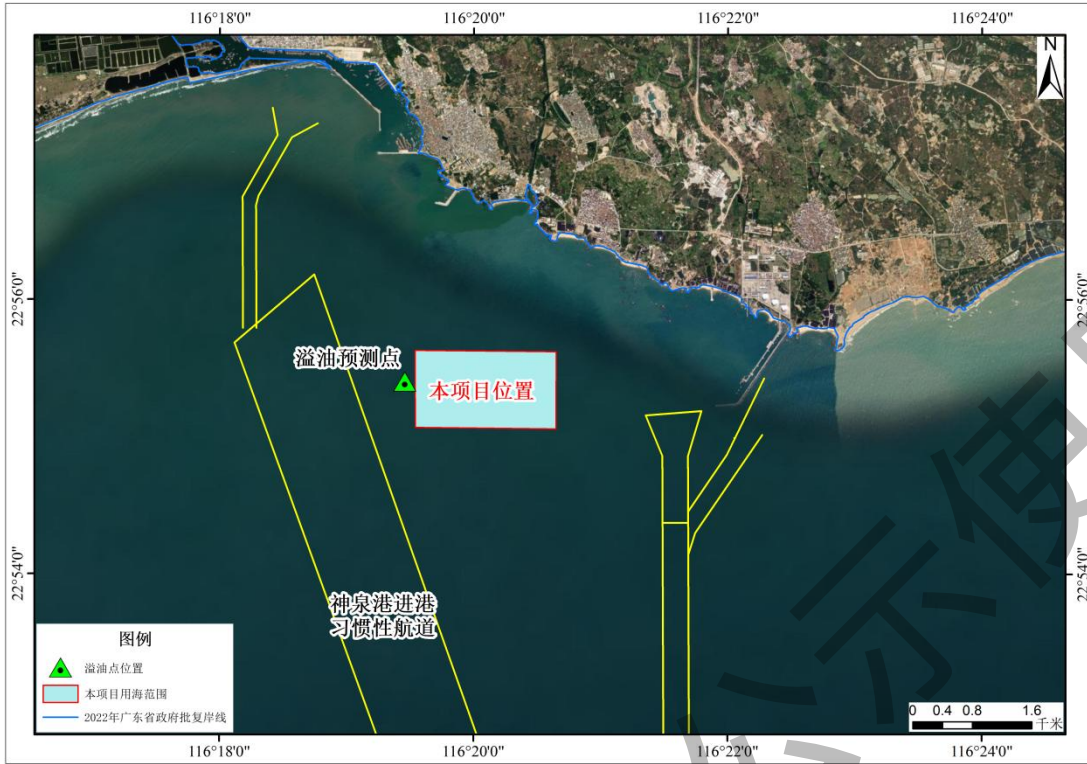 116°18'0" 116°20'0" 116°22'0" 116°24'0"
N
22°56'0" 22°56'0"
溢油预测点
本项目位置
22°54'0" 22°54'0"
神泉港进港
习惯性航道
图例
溢油点位置
本项目用海范围
2022年广东省政府批复岸线
0 0.4 0.8 1.6
千米
116°18'0" 116°20'0" 116°22'0" 116°24'0"
示使